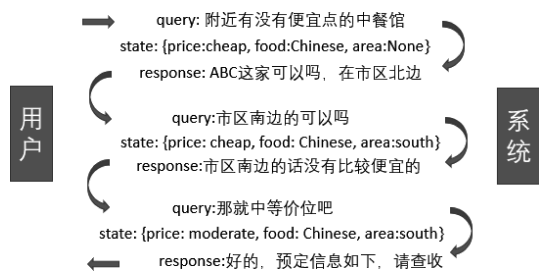 query: 附近有没有便宜点的中餐馆
state: {price:cheap, food:Chinese, area:None}
response: ABC这家可以吗，在市区北边
用户
query:市区南边的可以吗
state: {price: cheap, food: Chinese, area:south}
response:市区南边的话没有比较便宜的
系统
query:那就中等价位吧
state: {price: moderate, food: Chinese, area:south}
response:好的，预定信息如下，请查收